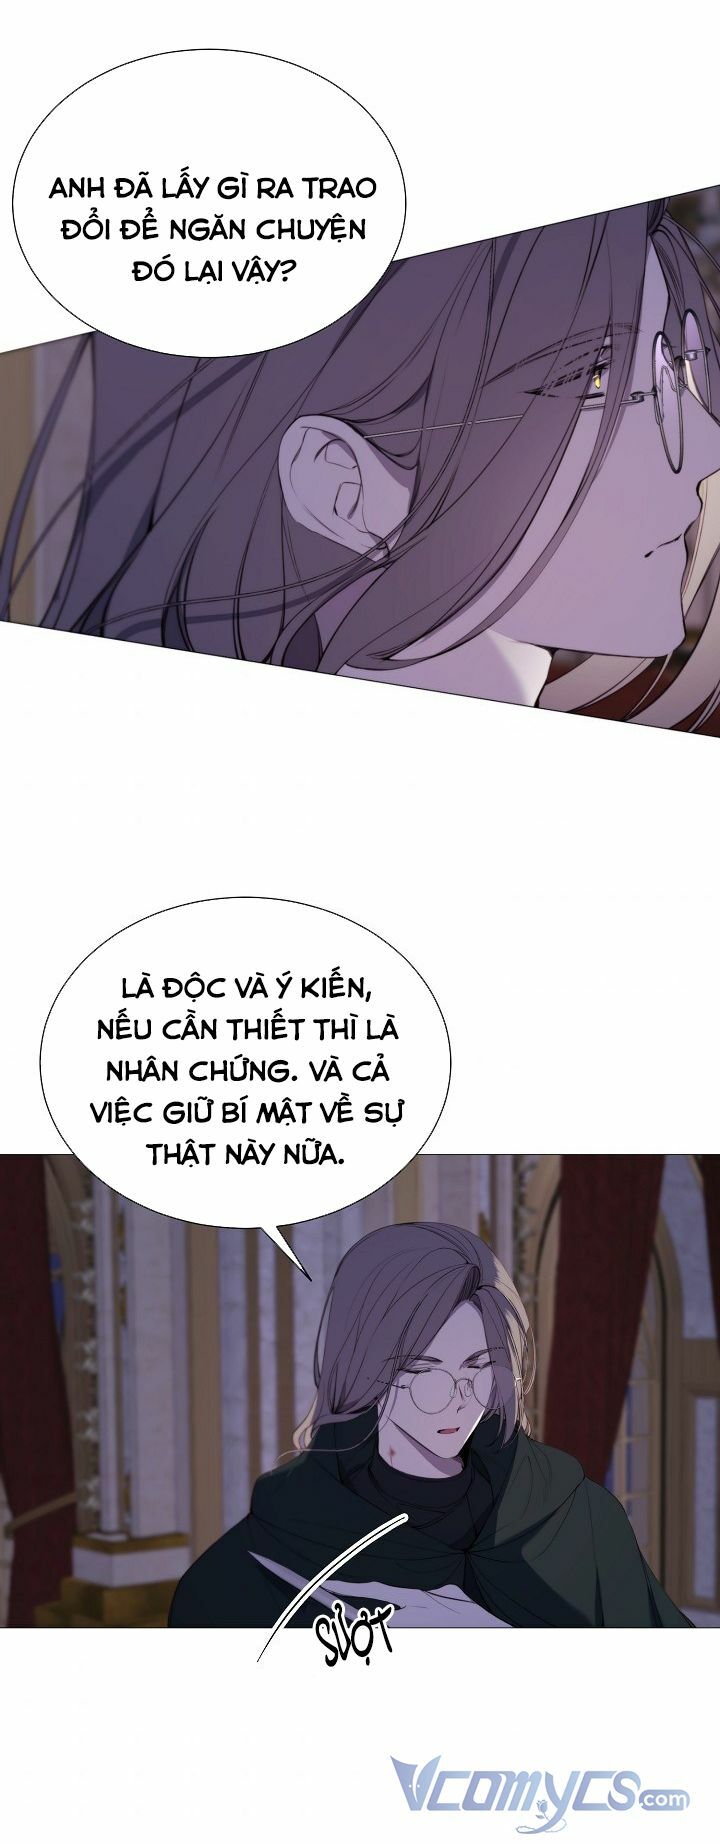 ANH ĐÃ LẤY GÌ RA TRAO
ĐỔI ĐỂ NGĂN CHUYỆN
ĐÓ LẠI VẬY?
LÀ ĐỘC VÀ Ý KIẾN,
NẾU CẦN THIẾT THÌ LÀ
NHÂN CHỨNG. VÀ CẢ
VIỆC GIỮ BÍ MẬT VỀ SỰ
THẬT NÀY NỮA.
SƯỢT
VCOMYCS.com